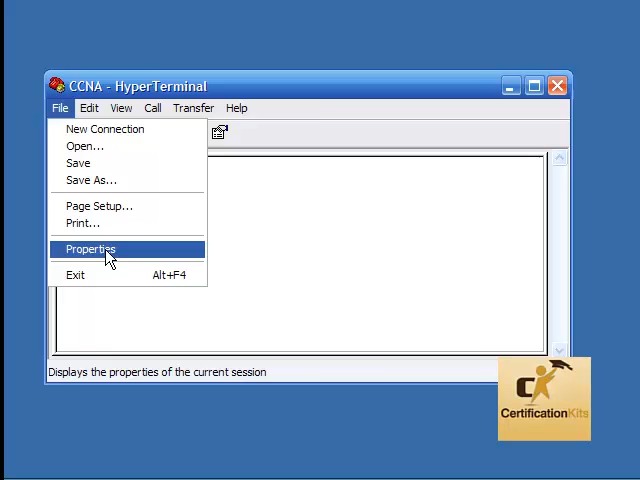 CCNA - HyperTerminal
File Edit View Call Transfer Help
New Connection
Open...
Save
Save As...
Page Setup...
Print...
Properties
Exit Alt+F4
Displays the properties of the current session
CertificationKits